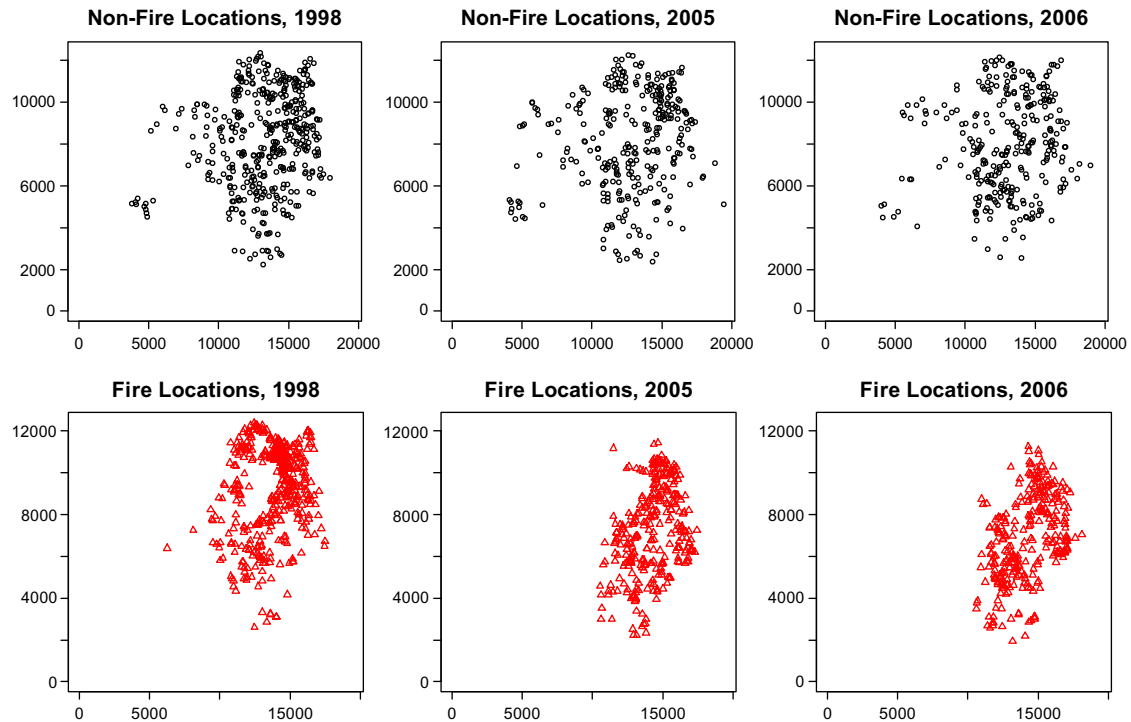 Non-Fire Locations, 1998 Non-Fire Locations, 2005 Non-Fire Locations, 2006
10000 10000 10000
6000 6000 6000
2000 2000 2000
0 0 0
0 5000 10000 15000 20000 0 5000 10000 15000 20000 0 5000 10000 15000 20000
Fire Locations, 1998 Fire Locations, 2005 Fire Locations, 2006
12000 12000 12000
8000 8000 8000
4000 4000 4000
0 0 0
0 5000 15000 0 5000 15000 0 5000 15000